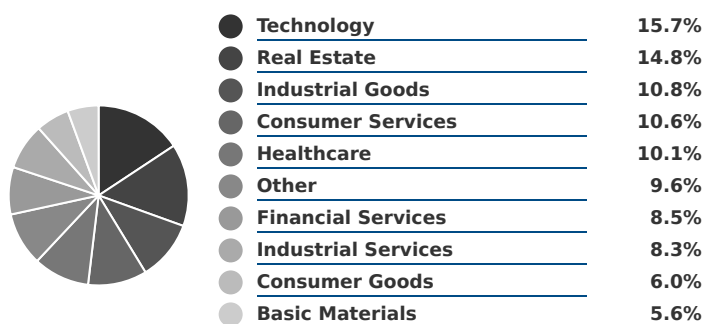 Technology 15.7%
Real Estate 14.8%
Industrial Goods 10.8%
Consumer Services 10.6%
Healthcare 10.1%
Other 9.6%
Financial Services 8.5%
Industrial Services 8.3%
Consumer Goods 6.0%
Basic Materials 5.6%